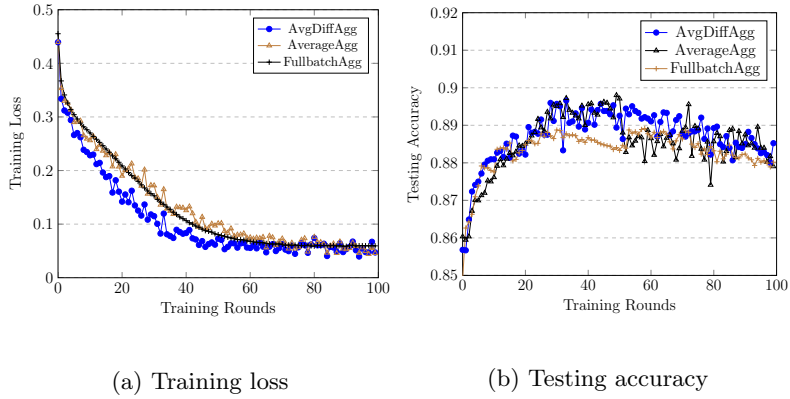 AvgDiffAgg
AverageAgg
FullbatchAgg
0.5
0.4
0.3
0.2
0.1
0
0 20 40 60 80 100
Training Loss
Training Rounds
(a) Training loss
AvgDiffAgg
AverageAgg
FullbatchAgg
0.92
0.91
0.9
0.89
0.88
0.87
0.86
0.85
0 20 40 60 80 100
Testing Accuracy
Training Rounds
(b) Testing accuracy